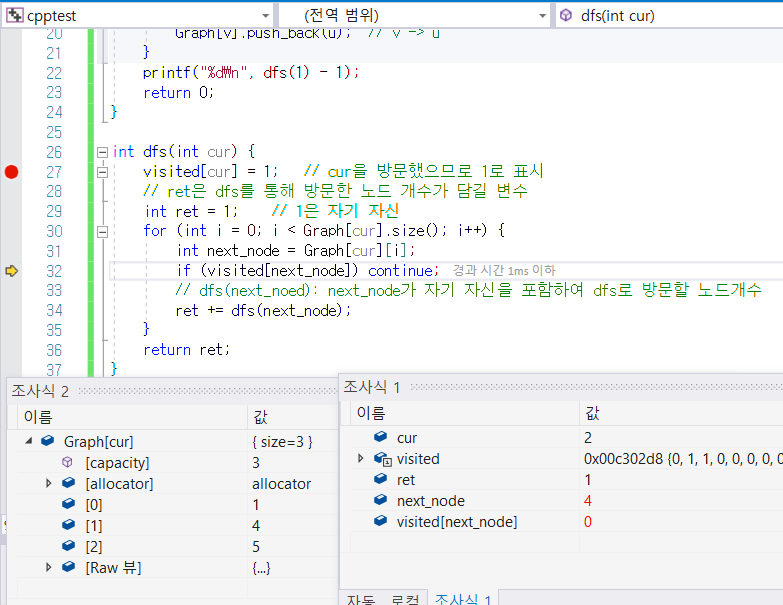 cpptest (전역 범위) dfs(int cur)
20 Graph[v].push_back(u); // v -> u
21 }
22 printf("%d₩n", dfs(1) - 1);
23 return 0;
24 }
25
26 int dfs(int cur) {
27 visited[cur] = 1; // cur을 방문했으므로 1로 표시
28 // ret은 dfs를 통해 방문한 노드 개수가 담길 변수
29 int ret = 1; // 1은 자기 자신
30 for (int i = 0; i < Graph[cur].size(); i++) {
31 int next_node = Graph[cur][i];
32 if (visited[next_node]) continue; 경과 시간 1ms 이하
33 // dfs(next_noed): next_node가 자기 자신을 포함하여 dfs로 방문할 노드개수
34 ret += dfs(next_node);
35 }
36 return ret;
37 }
조사식 2
이름 값
Graph[cur] { size=3 }
[capacity] 3
[allocator] allocator
[0] 1
[1] 4
[2] 5
[Raw 뷰] {...}
조사식 1
이름 값
cur 2
visited 0x00c302d8 {0, 1, 1, 0, 0, 0, 0, 0
ret 1
next_node 4
visited[next_node] 0
자동 로컬 조사식 1